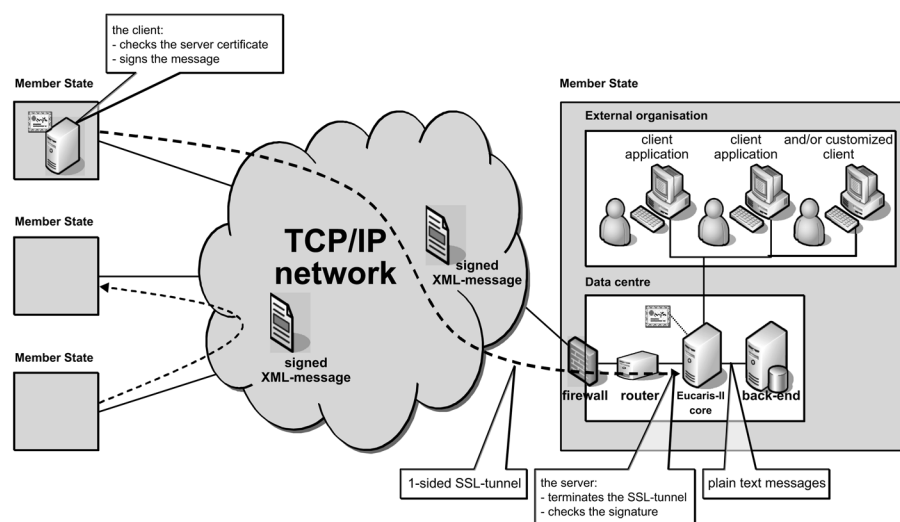 the client:
- checks the server certificate
- signs the message
Member State
Member State
External organisation
client
application
client
application
and/or customized
client
TCP/IP
network
signed
XML-message
Member State
Data centre
signed
XML-message
Member State
firewall
router
Eucaris-II
core
back-end
1-sided SSL-tunnel
the server:
- terminates the SSL-tunnel
- checks the signature
plain text messages